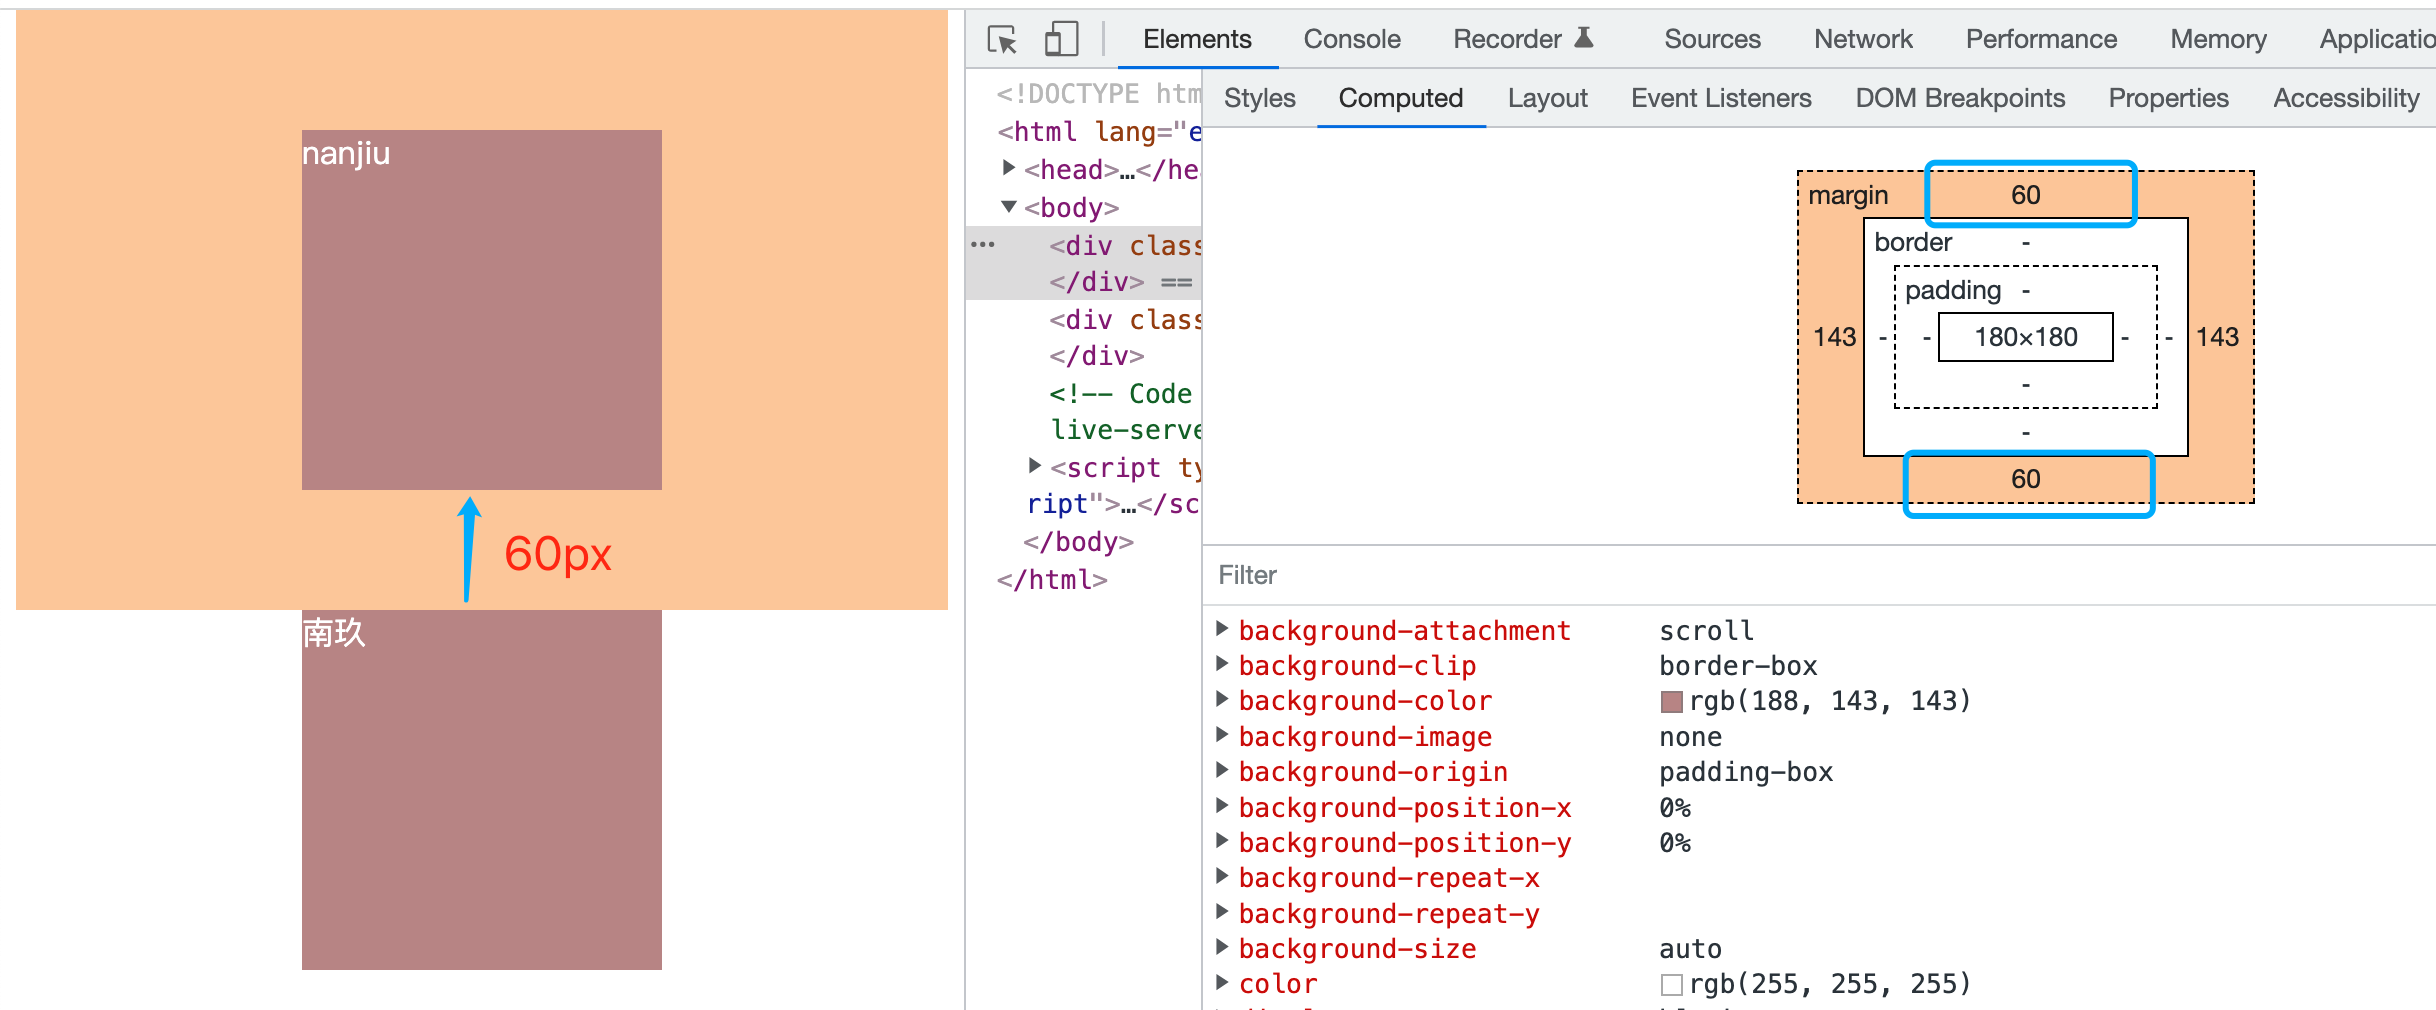 nanjiu
60px
南玖
Elements Console Recorder Sources Network Performance Memory Applicatio
<!DOCTYPE htm
<html lang="e
<head>…</he
<body>
… <div class
</div> ==
<div class
</div>
<!-- Code
live-serve
<script ty
ript">…</sc
</body>
</html>
Styles Computed Layout Event Listeners DOM Breakpoints Properties Accessibility
margin 60
border -
padding -
143 - - 180×180 - - 143
-
-
60
Filter
background-attachment scroll
background-clip border-box
background-color rgb(188, 143, 143)
background-image none
background-origin padding-box
background-position-x 0%
background-position-y 0%
background-repeat-x
background-repeat-y
background-size auto
color rgb(255, 255, 255)